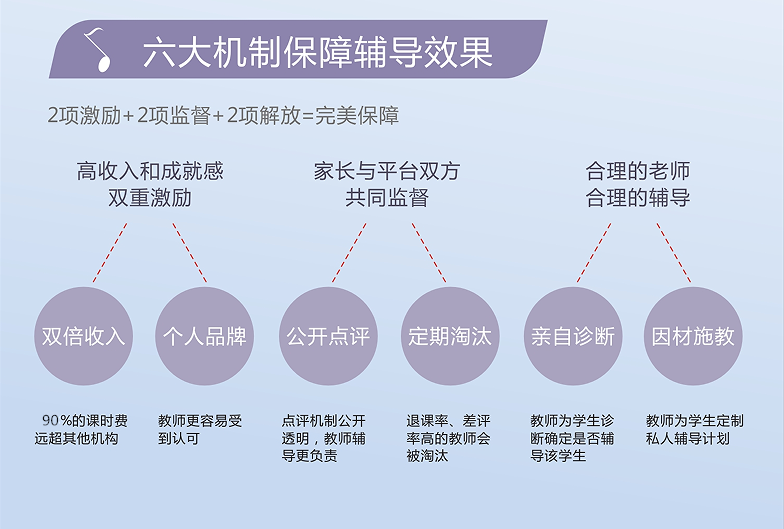 六大机制保障辅导效果
2项激励+2项监督+2项解放=完美保障
高收入和成就感
双重激励
家长与平台双方
共同监督
合理的老师
合理的辅导
双倍收入
个人品牌
公开点评
定期淘汰
亲自诊断
因材施教
90%的课时费
远超其他机构
教师更容易受
到认可
点评机制公开
透明，教师辅
导更负责
退课率、差评
率高的教师会
被淘汰
教师为学生诊
断确定是否辅
导该学生
教师为学生定制
私人辅导计划